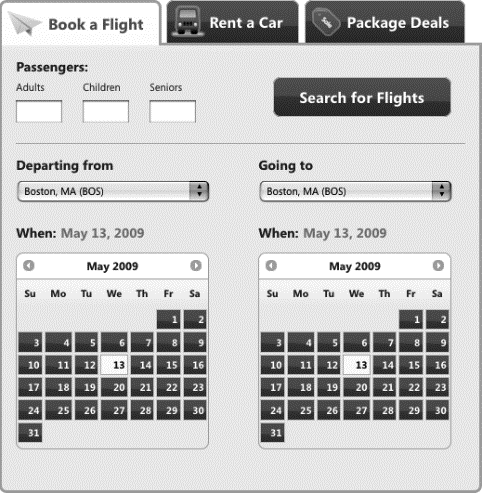 Book a Flight Rent a Car Sale Package Deals
Passengers:
Adults Children Seniors
Search for Flights
Departing from
Boston, MA (BOS)
When: May 13, 2009
May 2009
Su Mo Tu We Th Fr Sa
1 2
3 4 5 6 7 8 9
10 11 12 13 14 15 16
17 18 19 20 21 22 23
24 25 26 27 28 29 30
31
Going to
Boston, MA (BOS)
When: May 13, 2009
May 2009
Su Mo Tu We Th Fr Sa
1 2
3 4 5 6 7 8 9
10 11 12 13 14 15 16
17 18 19 20 21 22 23
24 25 26 27 28 29 30
31